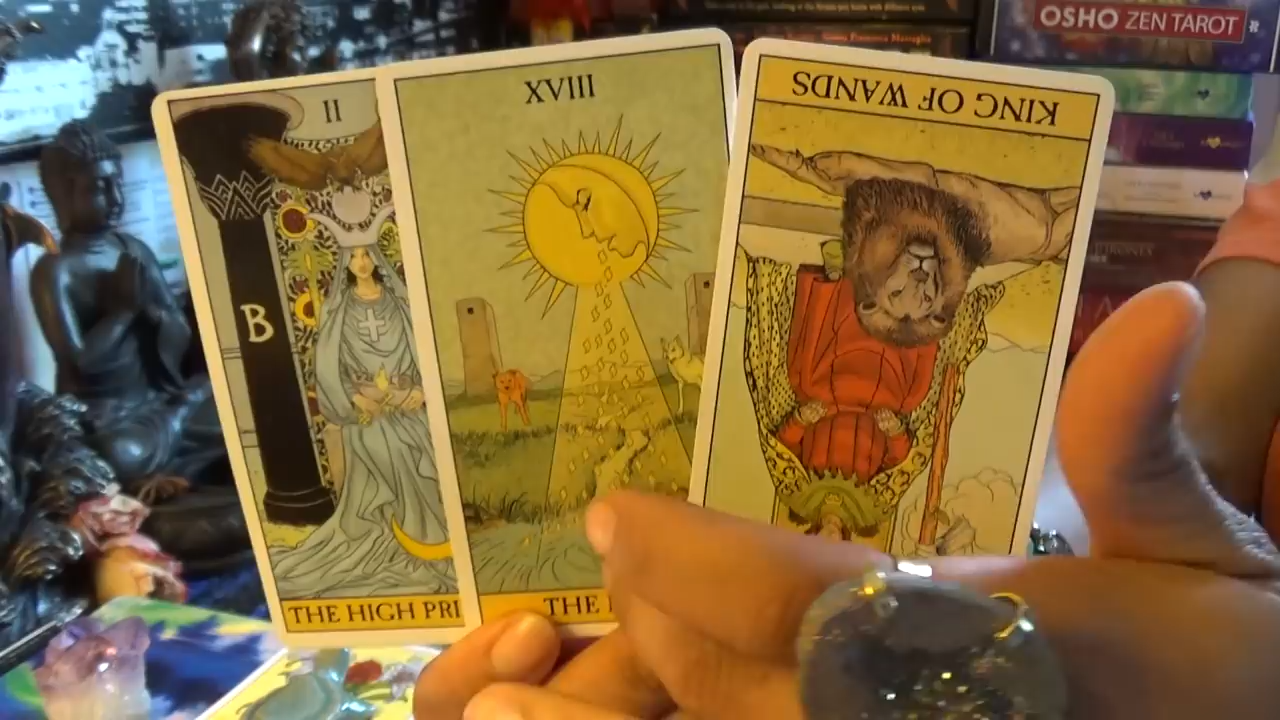 II
B
THE HIGH PRI
XVIII
THE
KING OF WANDS
OSHO ZEN TAROT